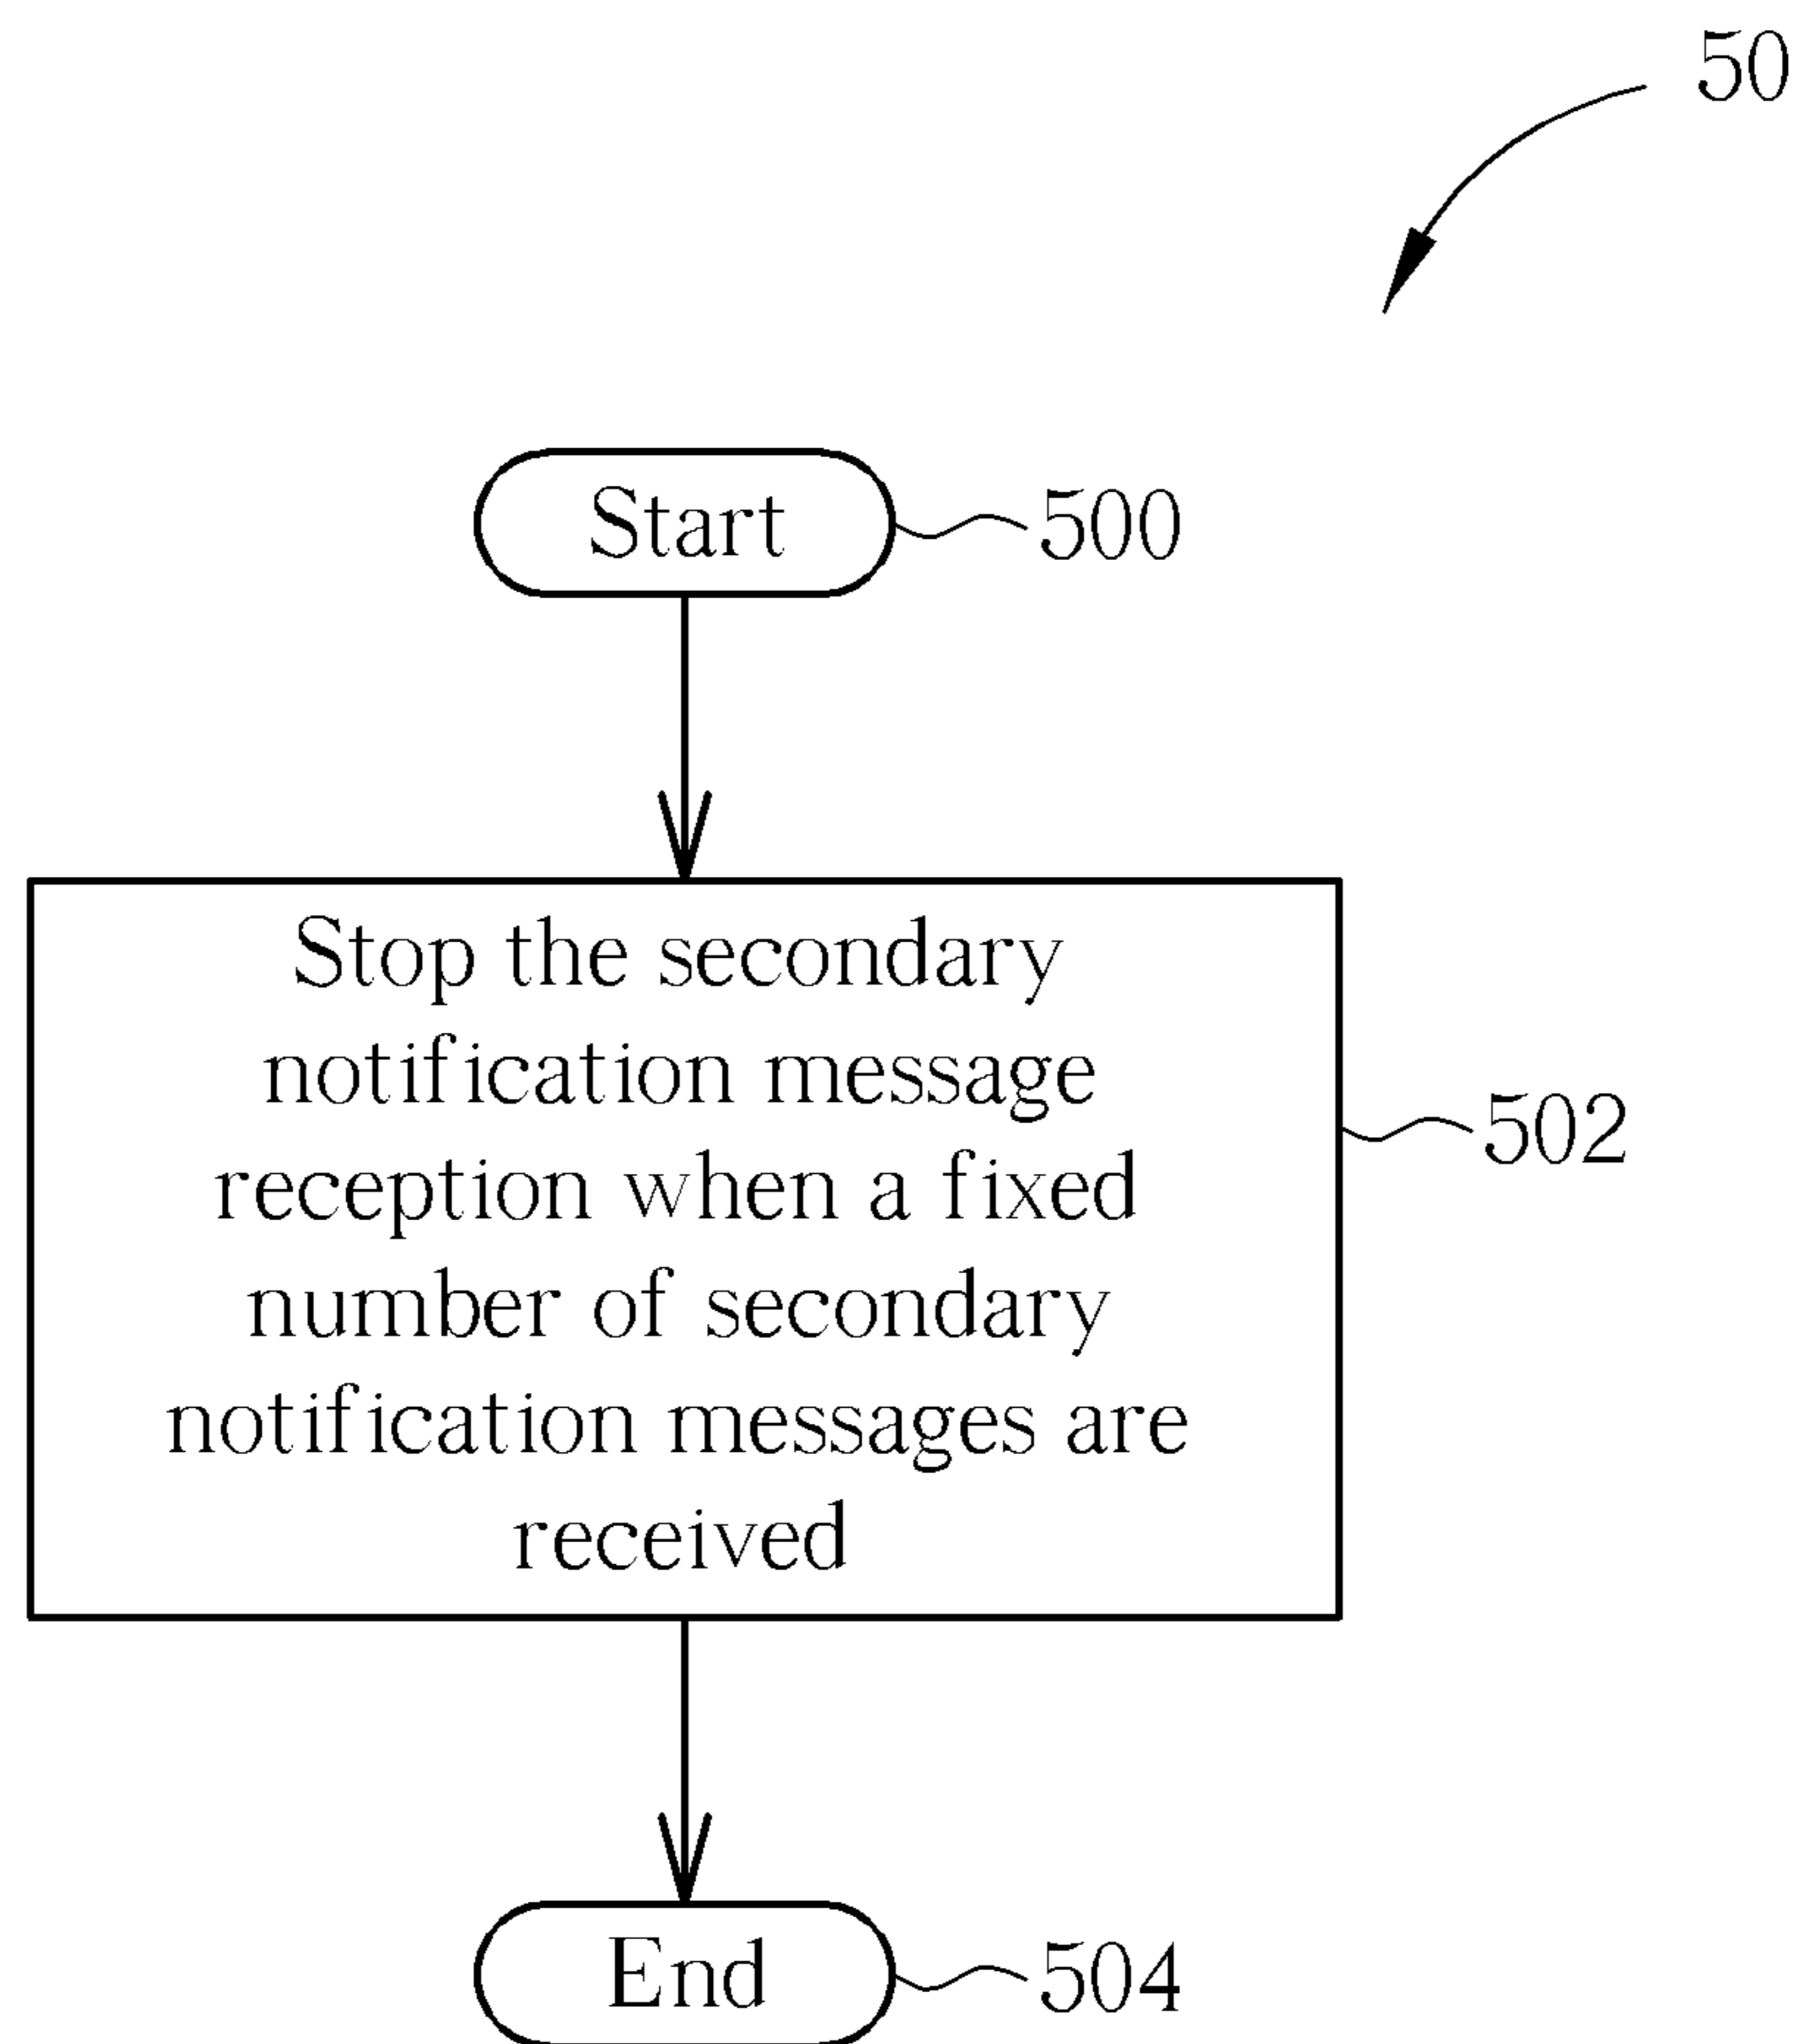 50
Start
500
Stop the secondary
notification message
reception when a fixed
number of secondary
notification messages are
received
502
End
504